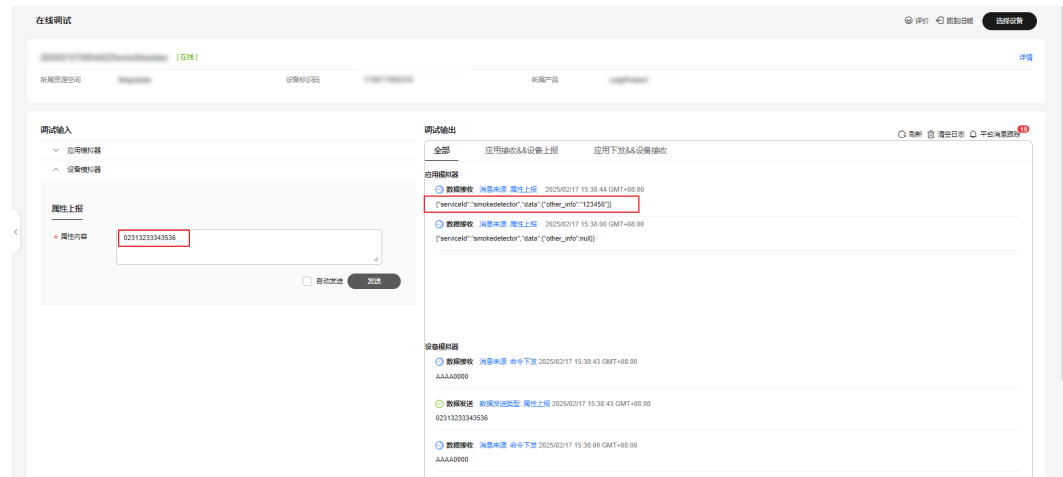 在线调试
评价 回到旧版 选择设备
[在线] 详情
所属资源空间 设备标识码 所属产品
调试输入
应用模拟器
设备模拟器
属性上报
* 属性内容 02313233343536
自动发送 发送
调试输出 刷新 清空日志 平台消息跟踪 19
全部 应用接收&&设备上报 应用下发&&设备接收
应用模拟器
数据接收 消息来源: 属性上报 2025/02/17 15:38:44 GMT+08:00
{"serviceId":"smokedetector","data":{"other_info":"123456"}}
数据接收 消息来源: 属性上报 2025/02/17 15:38:00 GMT+08:00
{"serviceId":"smokedetector","data":{"other_info":null}}
设备模拟器
数据接收 消息来源: 命令下发 2025/02/17 15:38:43 GMT+08:00
AAAA0000
数据发送 数据发送类型: 属性上报 2025/02/17 15:38:43 GMT+08:00
02313233343536
数据接收 消息来源: 命令下发 2025/02/17 15:38:00 GMT+08:00
AAAA0000